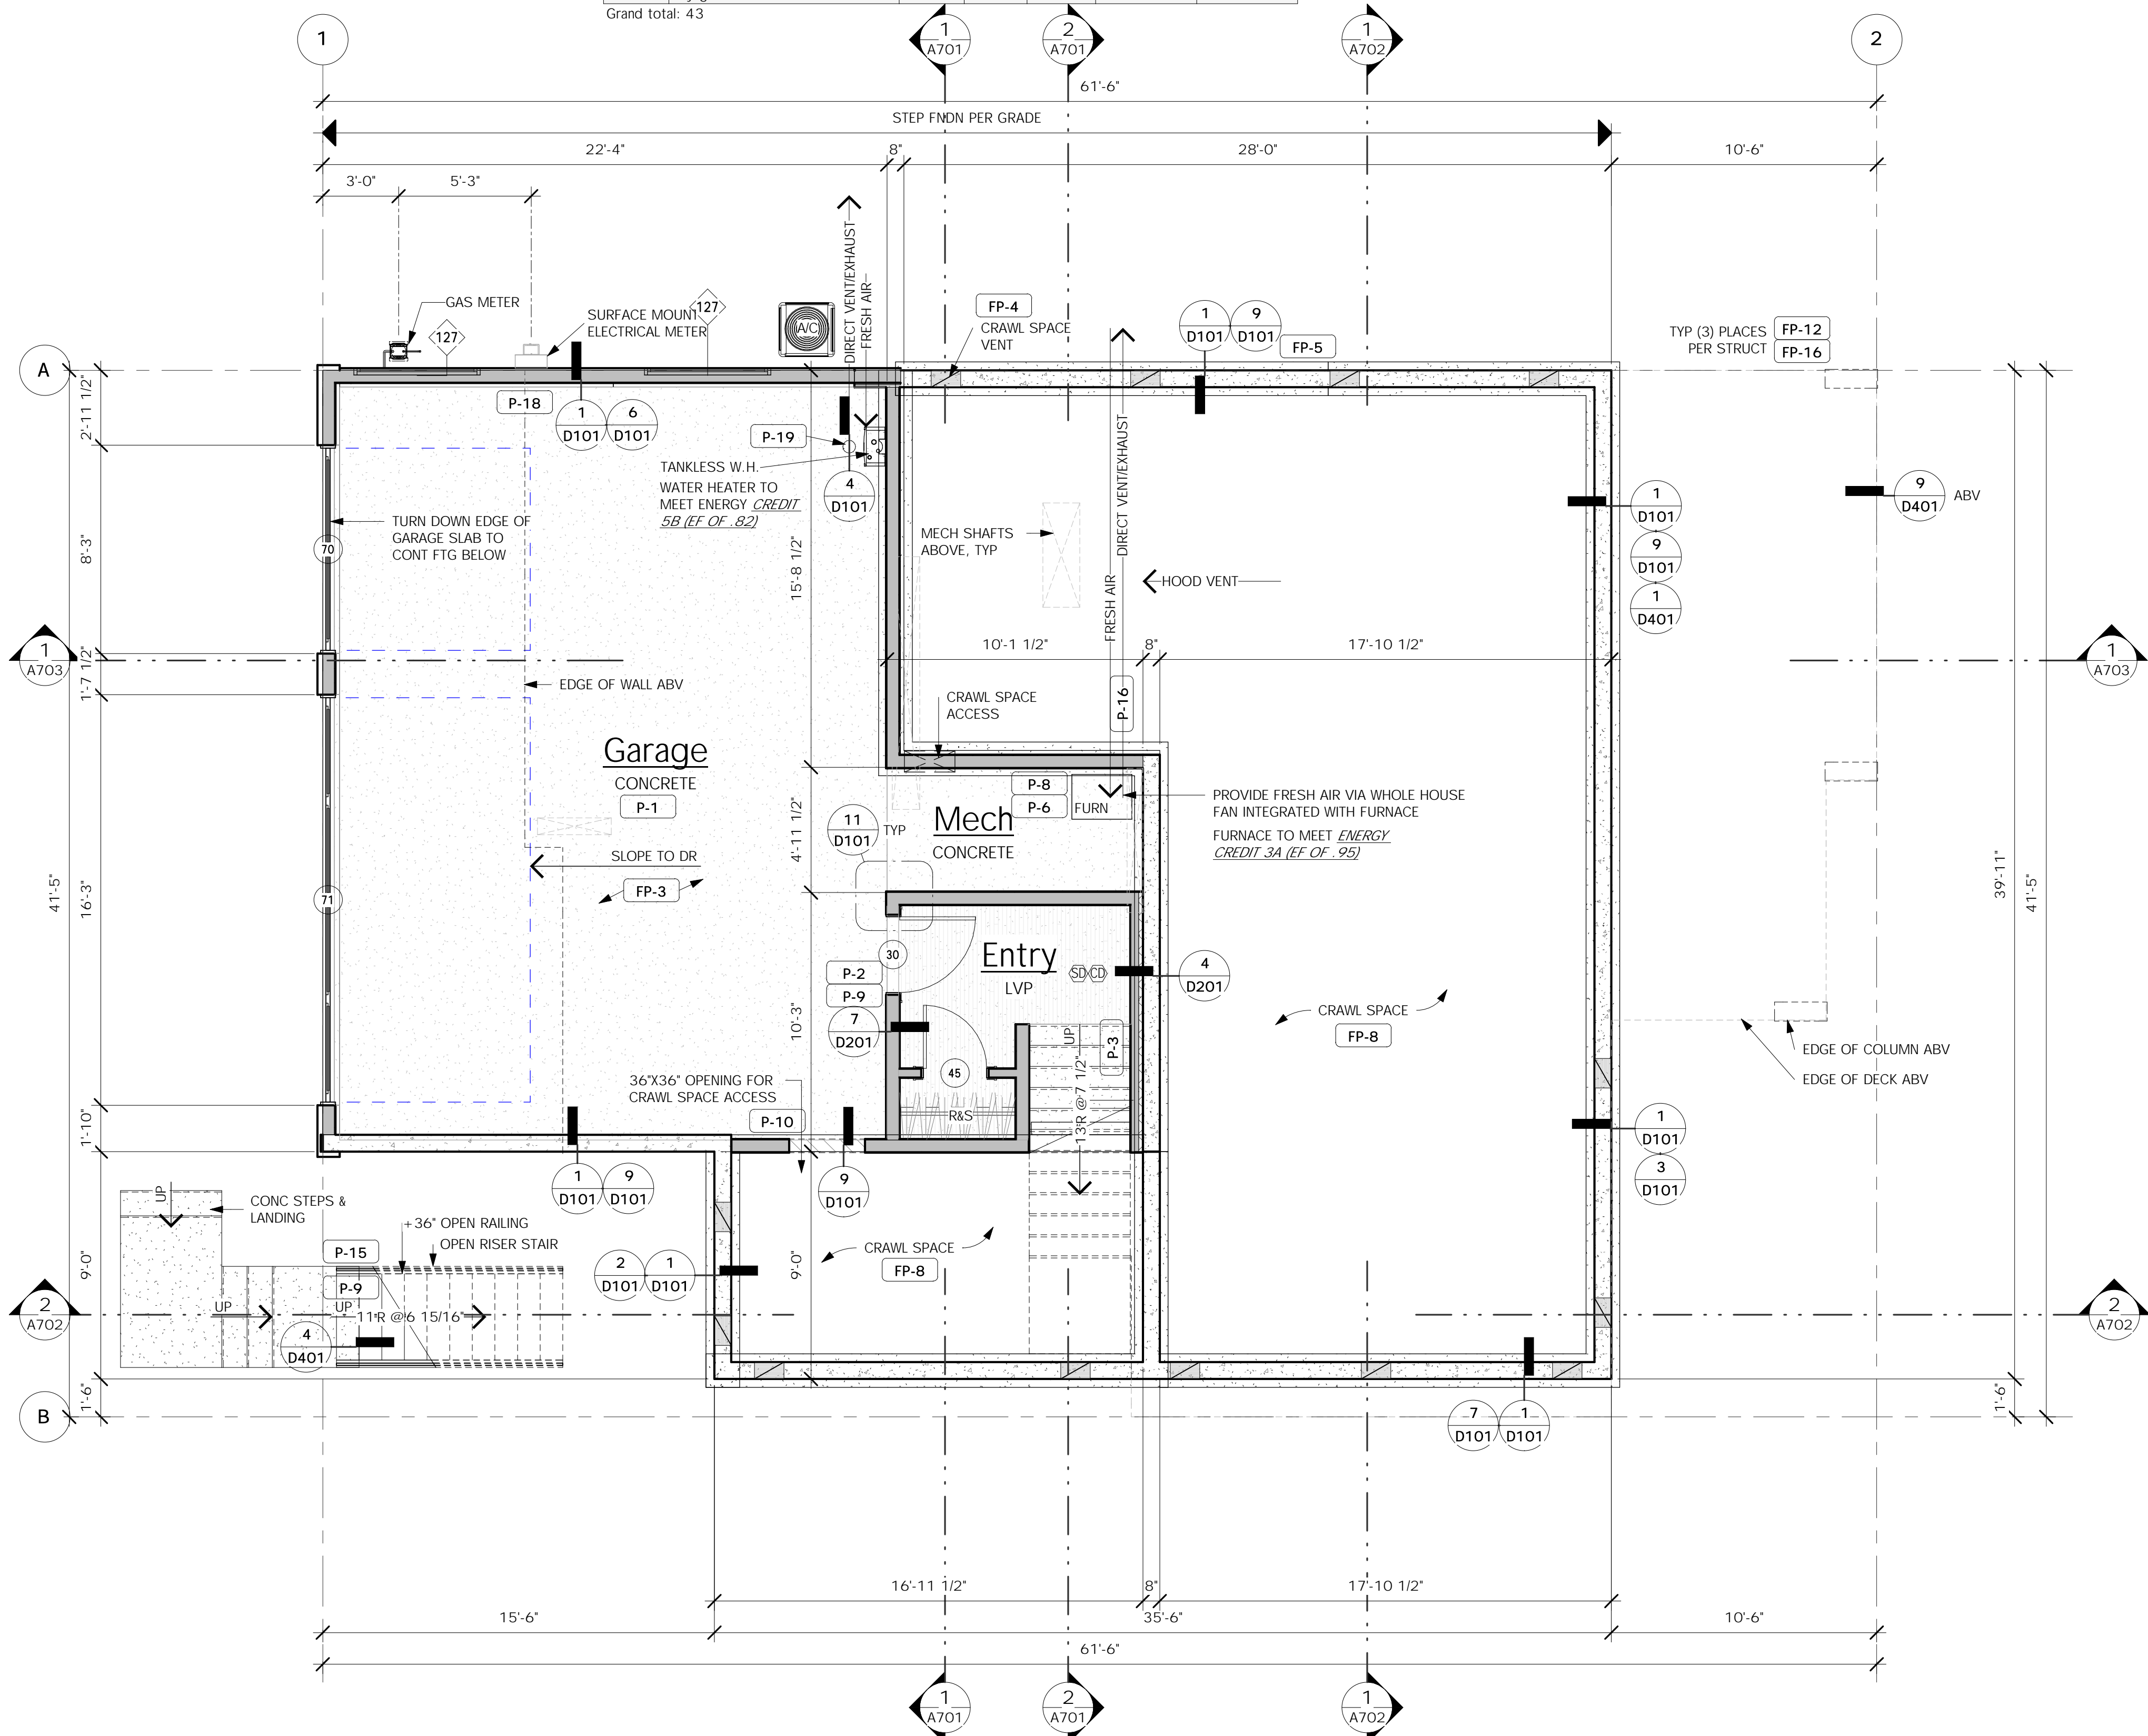 Grand total: 43
1
1
A701
2
A701
1
A702
2
61'-6"
STEP FNDN PER GRADE
22'-4"
8"
28'-0"
10'-6"
3'-0"
5'-3"
DIRECT VENT/EXHAUST
FRESH AIR
GAS METER
127
SURFACE MOUNT
ELECTRICAL METER
127
A/C
FP-4
CRAWL SPACE
VENT
1
D101
9
D101
FP-5
TYP (3) PLACES
PER STRUCT
FP-12
FP-16
A
2'-11 1/2"
P-18
1
D101
6
D101
P-19
TANKLESS W.H.
WATER HEATER TO
MEET ENERGY CREDIT
5B (EF OF .82)
4
D101
DIRECT VENT/EXHAUST
FRESH AIR
MECH SHAFTS
ABOVE, TYP
HOOD VENT
1
D101
9
D101
1
D401
9
D401
ABV
TURN DOWN EDGE OF
GARAGE SLAB TO
CONT FTG BELOW
70
8'-3"
15'-8 1/2"
10'-1 1/2"
8"
17'-10 1/2"
1
A703
1'-7 1/2"
EDGE OF WALL ABV
CRAWL SPACE
ACCESS
P-16
1
A703
Garage
CONCRETE
P-1
P-8
P-6
FURN
PROVIDE FRESH AIR VIA WHOLE HOUSE
FAN INTEGRATED WITH FURNACE
FURNACE TO MEET ENERGY
CREDIT 3A (EF OF .95)
11
D101
TYP
Mech
CONCRETE
4'-11 1/2"
SLOPE TO DR
FP-3
41'-5"
16'-3"
71
39'-11"
41'-5"
30
Entry
LVP
SD
CD
P-2
P-9
7
D201
4
D201
10'-3"
CRAWL SPACE
FP-8
UP
P-3
13 R @ 7 1/2"
45
R&S
EDGE OF COLUMN ABV
EDGE OF DECK ABV
36"X36" OPENING FOR
CRAWL SPACE ACCESS
P-10
1'-10"
1
D101
3
D101
1
D101
9
D101
9
D101
UP
CONC STEPS &
LANDING
+36" OPEN RAILING
OPEN RISER STAIR
P-15
P-9
9'-0"
2
D101
1
D101
9'-0"
CRAWL SPACE
FP-8
2
A702
UP
UP
11 R @ 6 15/16"
4
D401
2
A702
1'-6"
B
7
D101
1
D101
1'-6"
16'-11 1/2"
8"
17'-10 1/2"
15'-6"
35'-6"
10'-6"
61'-6"
1
A701
2
A701
1
A702